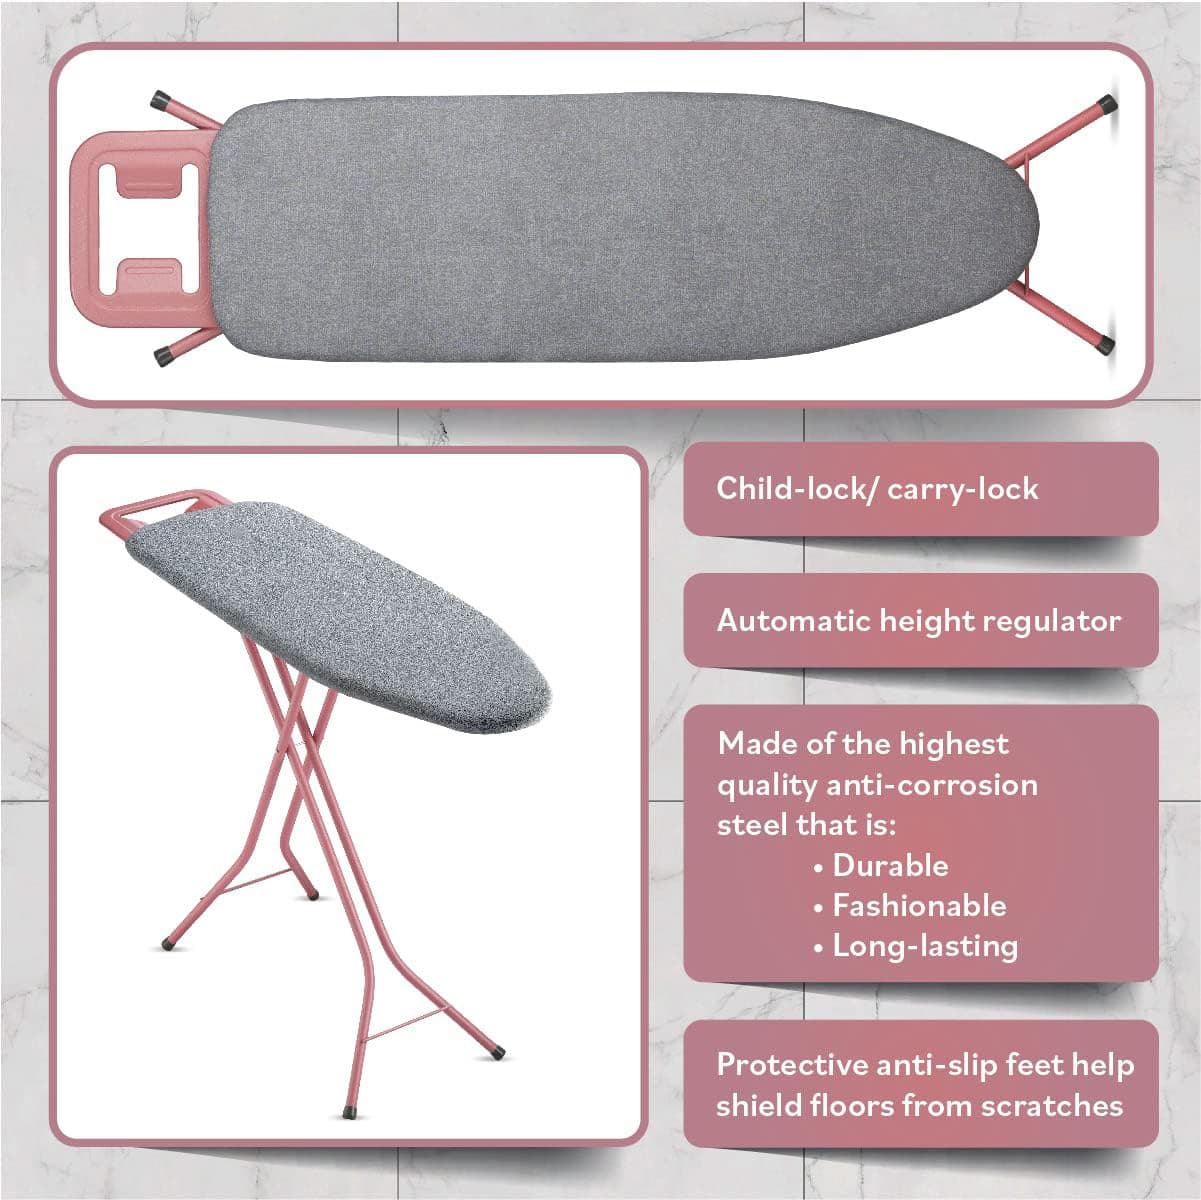 Child-lock/ carry-lock
Automatic height regulator
Made of the highest
quality anti-corrosion
steel that is:
• Durable
• Fashionable
• Long-lasting
Protective anti-slip feet help
shield floors from scratches